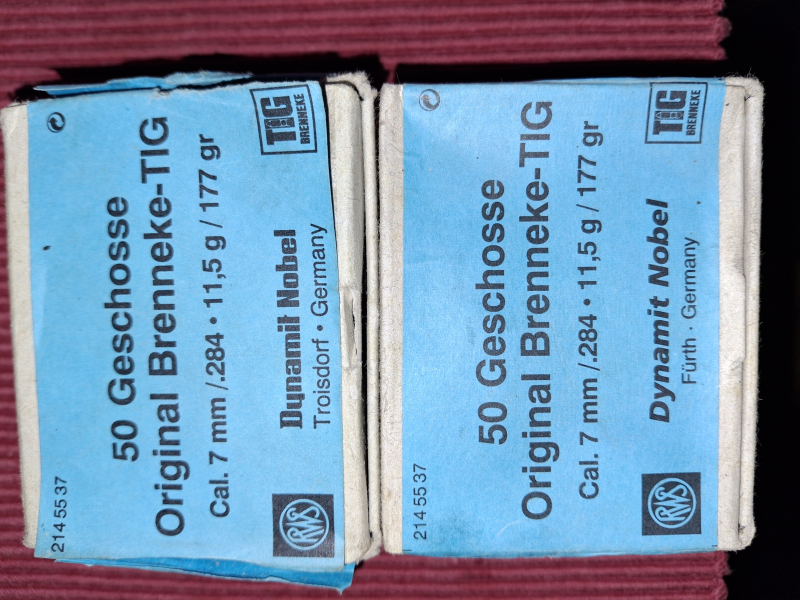 214 55 37
50 Geschosse
Original Brenneke-TIG
Cal. 7 mm /.284 • 11,5 g / 177 gr
RWS
Dynamit Nobel
Troisdorf • Germany
TIG
BRENNEKE
214 55 37
50 Geschosse
Original Brenneke-TIG
Cal. 7 mm /.284 • 11,5 g / 177 gr
RWS
Dynamit Nobel
Fürth · Germany
TIG
BRENNEKE